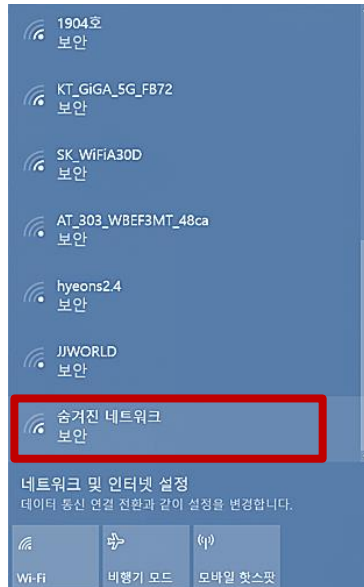 1904호
보안
KT_GiGA_5G_FB72
보안
SK_WiFiA30D
보안
AT_303_WBEF3MT_48ca
보안
hyeons2.4
보안
JJWORLD
보안
숨겨진 네트워크
보안
네트워크 및 인터넷 설정
데이터 통신 연결 전환과 같이 설정을 변경합니다.
Wi-Fi
비행기 모드
모바일 핫스팟